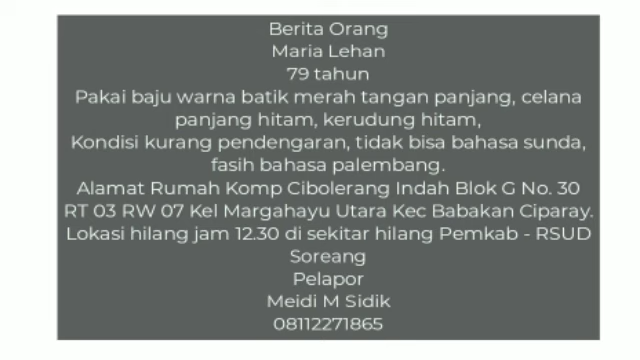 Berita Orang
Maria Lehan
79 tahun
Pakai baju warna batik merah tangan panjang, celana
panjang hitam, kerudung hitam,
Kondisi kurang pendengaran, tidak bisa bahasa sunda,
fasih bahasa palembang.
Alamat Rumah Komp Cibolerang Indah Blok G No. 30
RT 03 RW 07 Kel Margahayu Utara Kec Babakan Ciparay.
Lokasi hilang jam 12.30 di sekitar hilang Pemkab - RSUD
Soreang
Pelapor
Meidi M Sidik
08112271865